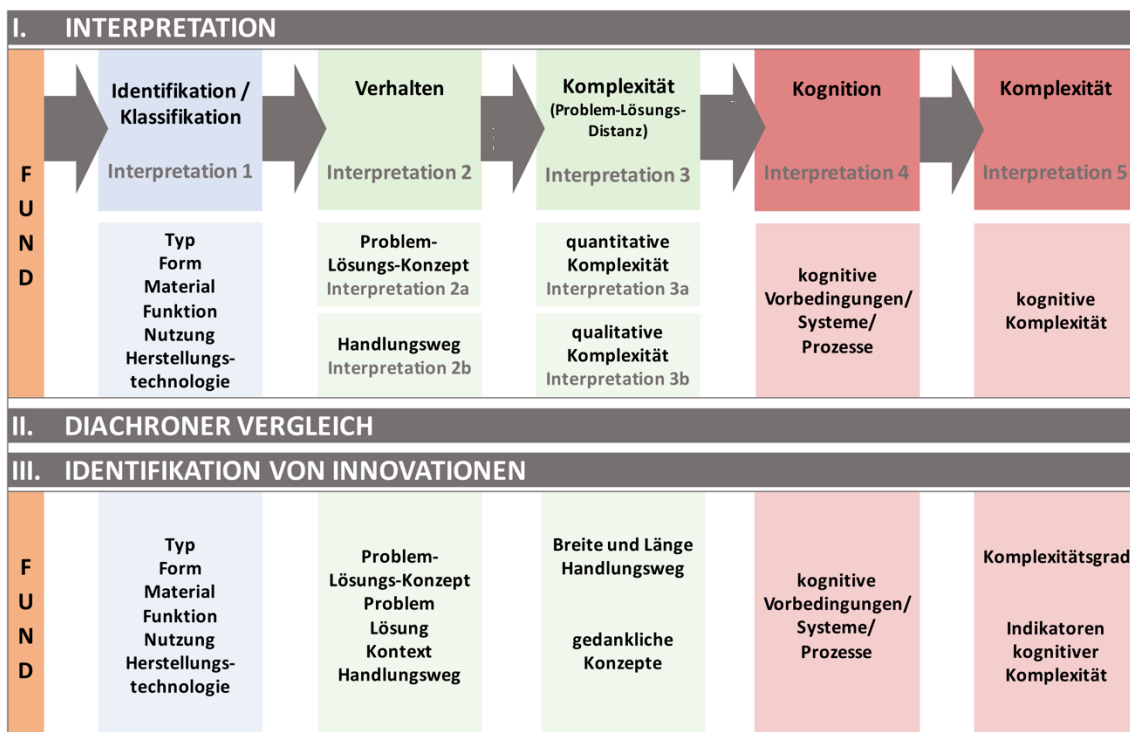 I. INTERPRETATION
F
U
N
D
Identifikation /
Klassifikation
Interpretation 1
Typ
Form
Material
Funktion
Nutzung
Herstellungs-
technologie
Verhalten
Interpretation 2
Problem-
Lösungs-Konzept
Interpretation 2a
Handlungsweg
Interpretation 2b
Komplexität
(Problem-Lösungs-
Distanz)
Interpretation 3
quantitative
Komplexität
Interpretation 3a
qualitative
Komplexität
Interpretation 3b
Kognition
Interpretation 4
kognitive
Vorbedingungen/
Systeme/
Prozesse
Komplexität
Interpretation 5
kognitive
Komplexität
II. DIACHRONER VERGLEICH
III. IDENTIFIKATION VON INNOVATIONEN
F
U
N
D
Typ
Form
Material
Funktion
Nutzung
Herstellungs-
technologie
Problem-
Lösungs-Konzept
Problem
Lösung
Kontext
Handlungsweg
Breite und Länge
Handlungsweg
gedankliche
Konzepte
kognitive
Vorbedingungen/
Systeme/
Prozesse
Komplexitätsgrad
Indikatoren
kognitiver
Komplexität